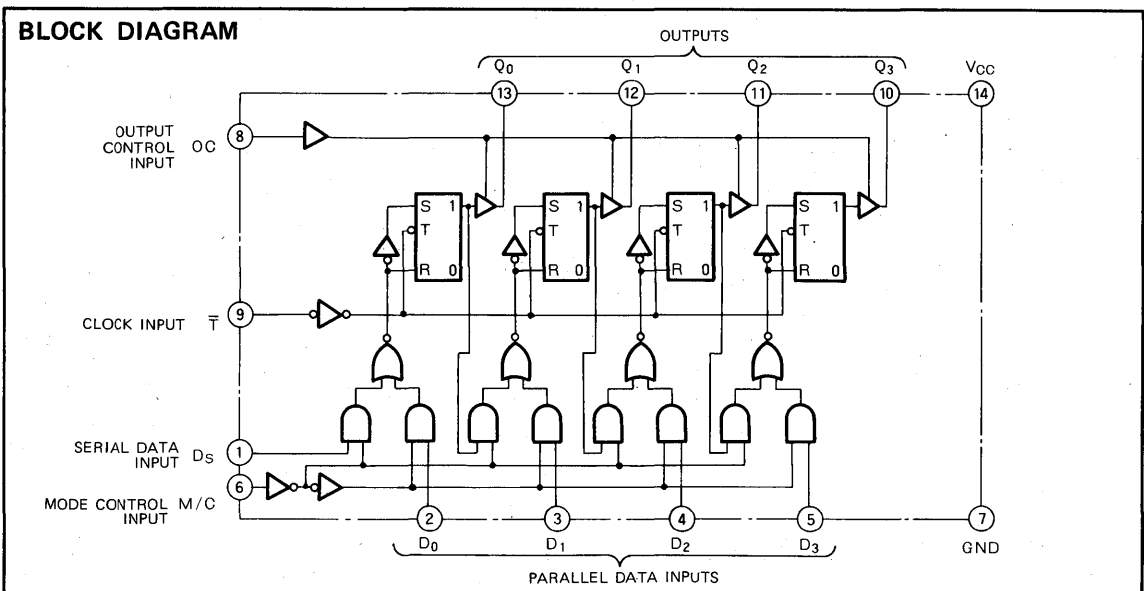 BLOCK DIAGRAM
OUTPUTS
Q0 Q1 Q2 Q3 VCC
13 12 11 10 14
OUTPUT
CONTROL OC
INPUT
8
S 1 S 1 S 1 S 1
T T T T
R 0 R 0 R 0 R 0
CLOCK INPUT T̅ 9
SERIAL DATA
INPUT DS 1
MODE CONTROL M/C
INPUT
6
2 3 4 5 7
D0 D1 D2 D3 GND
PARALLEL DATA INPUTS